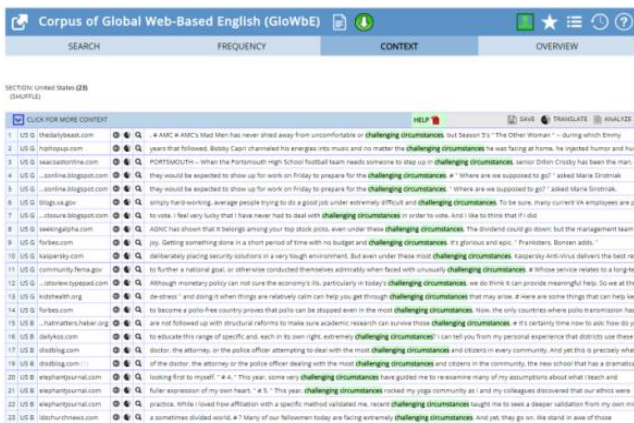 Corpus of Global Web-Based English (GloWbE)
SEARCH FREQUENCY CONTEXT OVERVIEW
SECTION: United States (23)
(SHUFFLE)
CLICK FOR MORE CONTEXT HELP SAVE TRANSLATE ANALYZE
1 US G thedailybeast.com . # AMC # AMC's Mad Men has never shied away from uncomfortable or challenging circumstances, but Season 5's " The Other Woman " -- during which Emmy
2 US G hiphopup.com years that followed, Bobby Capri channeled his energies into music and no matter the challenging circumstances he was facing at home, he injected humor and hu
3 US G seacoastonline.com PORTSMOUTH -- When the Portsmouth High School football team needs someone to step up in challenging circumstances, senior Dillon Crosby has been the man.
4 US G ...oonline.blogspot.com they would be expected to show up for work on Friday to prepare for the challenging circumstances. # " Where are we supposed to go? " asked Marie Sirotniak.
5 US G ...oonline.blogspot.com they would be expected to show up for work on Friday to prepare for the challenging circumstances. " Where are we supposed to go? " asked Marie Sirotniak.
6 US G blogs.va.gov simply hard-working, average people trying to do a good job under extremely difficult and challenging circumstances. To be sure, many current VA employees are p
7 US G ...closure.blogspot.com to vote. I feel very lucky that I have never had to deal with challenging circumstances in order to vote. And I like to think that if I did
8 US G seekingalpha.com AGNC has shown that it belongs among your top stock picks, even under these challenging circumstances. The dividend could go down; but the management team
9 US G forbes.com joy. Getting something done in a short period of time with no budget and challenging circumstances. It's glorious and epic. " Pranksters, Bonsen adds, "
10 US G kaspersky.com deliberately placing security solutions in a very tough environment. But even under these most challenging circumstances, Kaspersky Anti-Virus delivers the best re
11 US G community.fema.gov to further a national goal, or otherwise conducted themselves admirably when faced with unusually challenging circumstances. # Whose service relates to a long-te
12 US G ...istoview.typepad.com Although monetary policy can not cure the economy's ills, particularly in today's challenging circumstances, we do think it can provide meaningful help. So we at the
13 US G kidshealth.org de-stress " and doing it when things are relatively calm can help you get through challenging circumstances that may arise. # Here are some things that can help ke
14 US G forbes.com to become a polio-free country proves that polio can be stopped even in the most challenging circumstances. Now, the only countries where polio transmission has
15 US B ...hatmatters.heber.org are not followed up with structural reforms to make sure academic research can survive those challenging circumstances. # It's certainly time now to ask: how do p
16 US B dailykos.com to educate this range of specific and, each in its own right, extremely challenging circumstances" I can tell you from my personal experience that districts use these
17 US B disdblog.com doctor, the attorney, or the police officer attempting to deal with the most challenging circumstances and citizens in every community. And yet this is precisely wha
18 US B disdblog.com of the doctor, the attorney or the police officer dealing with the most challenging circumstances and citizens in the community, the new school that has a dramatica
20 US B elephantjournal.com looking first to myself. " # 4. " This year, some very challenging circumstances have guided me to re-examine many of my assumptions about what I teach and
21 US B elephantjournal.com fuller expression of my own heart. " # 5. " This year, challenging circumstances rocked my yoga community as I and my colleagues discovered that our ethics were
22 US B elephantjournal.com practice. While I loved how affiliation with a specific method validated me, recent challenging circumstances taught me to seek a deeper validation from my own mi
23 US B ldschurchnews.com a sometimes divided world. # 7 Many of our fellowmen today are facing extremely challenging circumstances. And yet, they go on. We stand in awe of those